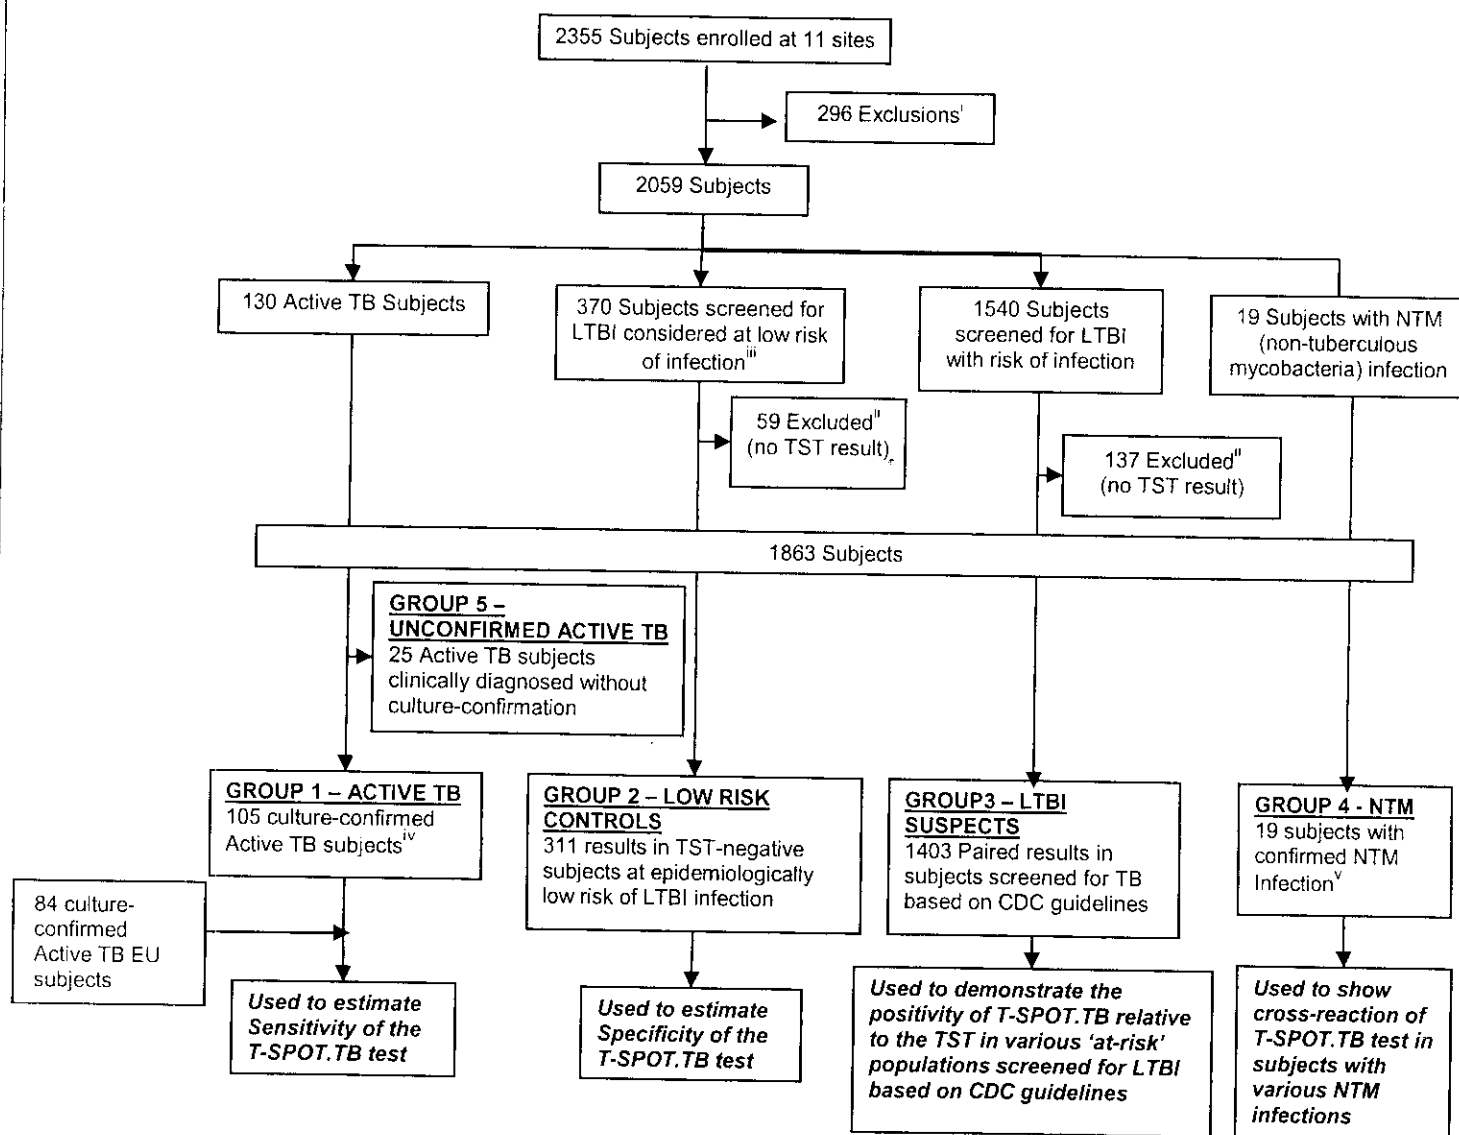 2355 Subjects enrolled at 11 sites
296 Exclusionsⁱ
2059 Subjects
130 Active TB Subjects
370 Subjects screened for
LTBI considered at low risk
of infectionⁱⁱⁱ
1540 Subjects
screened for LTBI
with risk of infection
19 Subjects with NTM
(non-tuberculous
mycobacteria) infection
59 Excludedⁱⁱ
(no TST result)
137 Excludedⁱⁱ
(no TST result)
1863 Subjects
GROUP 5 –
UNCONFIRMED ACTIVE TB
25 Active TB subjects
clinically diagnosed without
culture-confirmation
GROUP 1 – ACTIVE TB
105 culture-confirmed
Active TB subjectsⁱᵛ
GROUP 2 – LOW RISK
CONTROLS
311 results in TST-negative
subjects at epidemiologically
low risk of LTBI infection
GROUP3 – LTBI
SUSPECTS
1403 Paired results in
subjects screened for TB
based on CDC guidelines
GROUP 4 - NTM
19 subjects with
confirmed NTM
Infectionᵛ
84 culture-
confirmed
Active TB EU
subjects
Used to estimate
Sensitivity of the
T-SPOT.TB test
Used to estimate
Specificity of the
T-SPOT.TB test
Used to demonstrate the
positivity of T-SPOT.TB relative
to the TST in various ‘at-risk’
populations screened for LTBI
based on CDC guidelines
Used to show
cross-reaction of
T-SPOT.TB test in
subjects with
various NTM
infections